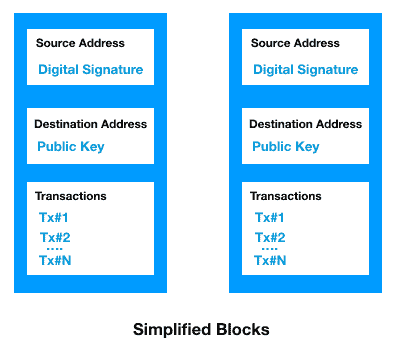 Source Address
Digital Signature
Destination Address
Public Key
Transactions
Tx#1
Tx#2
....
Tx#N
Source Address
Digital Signature
Destination Address
Public Key
Transactions
Tx#1
Tx#2
....
Tx#N
Simplified Blocks